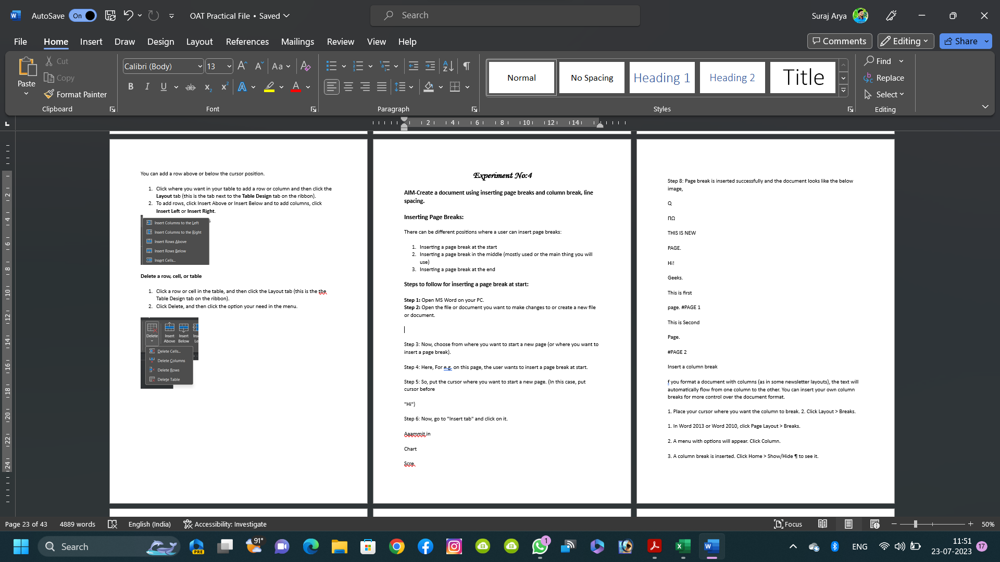 AutoSave On
OAT Practical File • Saved
Search
Suraj Arya
File Home Insert Draw Design Layout References Mailings Review View Help
Comments Editing Share
Paste
Cut
Copy
Format Painter
Clipboard
Calibri (Body) 13
Font
Paragraph
Normal
No Spacing
Heading 1
Heading 2
Title
Styles
Find
Replace
Select
Editing
2 4 6 8 10 12 14
2 4 6 8 10 12 14 16 18 20 22 24
You can add a row above or below the cursor position.
1. Click where you want in your table to add a row or column and then click the
Layout tab (this is the tab next to the Table Design tab on the ribbon).
2. To add rows, click Insert Above or Insert Below and to add columns, click
Insert Left or Insert Right.
Insert Columns to the Left
Insert Columns to the Right
Insert Rows Above
Insert Rows Below
Insert Cells...
Delete a row, cell, or table
1. Click a row or cell in the table, and then click the Layout tab (this is the the
Table Design tab on the ribbon).
2. Click Delete, and then click the option your need in the menu.
Delete Insert Insert Ins
Above Below Le
Delete Cells...
Delete Columns
Delete Rows
Delete Table
Experiment No:4
AIM-Create a document using inserting page breaks and column break, line
spacing.
Inserting Page Breaks:
There can be different positions where a user can insert page breaks:
1. Inserting a page break at the start
2. Inserting a page break in the middle (mostly used or the main thing you will
use)
3. Inserting a page break at the end
Steps to follow for inserting a page break at start:
Step 1: Open MS Word on your PC.
Step 2: Open the file or document you want to make changes to or create a new file
or document.
Step 3: Now, choose from where you want to start a new page (or where you want to
insert a page break).
Step 4: Here, For e.g. on this page, the user wants to insert a page break at start.
Step 5: So, put the cursor where you want to start a new page. (In this case, put
cursor before
"Hi")
Step 6: Now, go to "Insert tab" and click on it.
Aaammit.in
Chart
Scre.
Step 8: Page break is inserted successfully and the document looks like the below
image,
Q
ΠΩ
THIS IS NEW
PAGE.
Hi!
Geeks.
This is first
page. #PAGE 1
This is Second
Page.
#PAGE 2
Insert a column break
f you format a document with columns (as in some newsletter layouts), the text will
automatically flow from one column to the other. You can insert your own column
breaks for more control over the document format.
1. Place your cursor where you want the column to break. 2. Click Layout > Breaks.
1. In Word 2013 or Word 2010, click Page Layout > Breaks.
2. A menu with options will appear. Click Column.
3. A column break is inserted. Click Home > Show/Hide ¶ to see it.
Page 23 of 43 4889 words English (India) Accessibility: Investigate
Focus 50%
Search
PRE
91°
1
ENG
11:51
23-07-2023
17